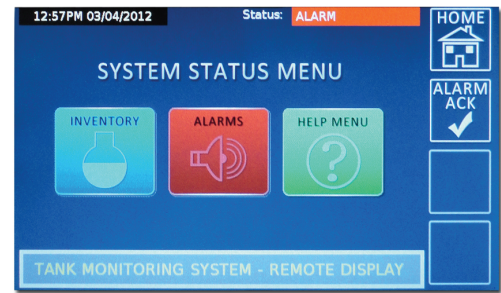 12:57PM 03/04/2012
Status: ALARM
HOME
SYSTEM STATUS MENU
ALARM
ACK
INVENTORY
ALARMS
HELP MENU
?
TANK MONITORING SYSTEM - REMOTE DISPLAY